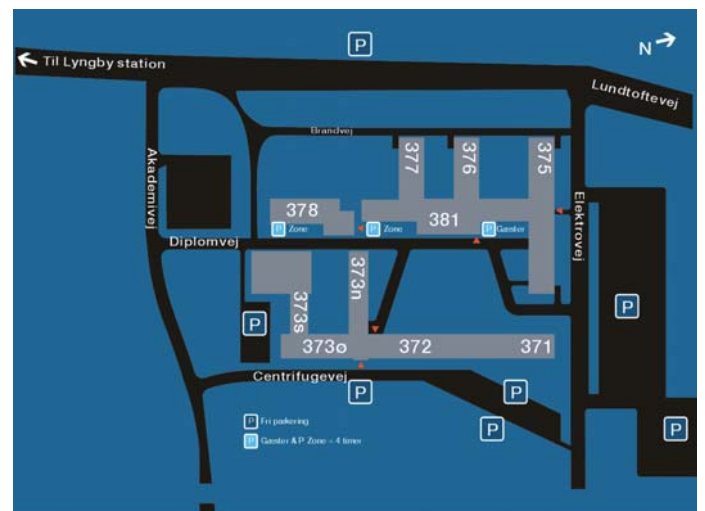 P
N
Til Lyngby station
Lundtoftevej
Brandvej
Akademivej
377
376
375
378
381
Elektrovej
P Zone
P Zone
P Gæster
Diplomvej
373n
373s
P
P
373ø
372
371
Centrifugevej
P
P
P
P
P Fri parkering
P Gæster & P Zone - 4 timer